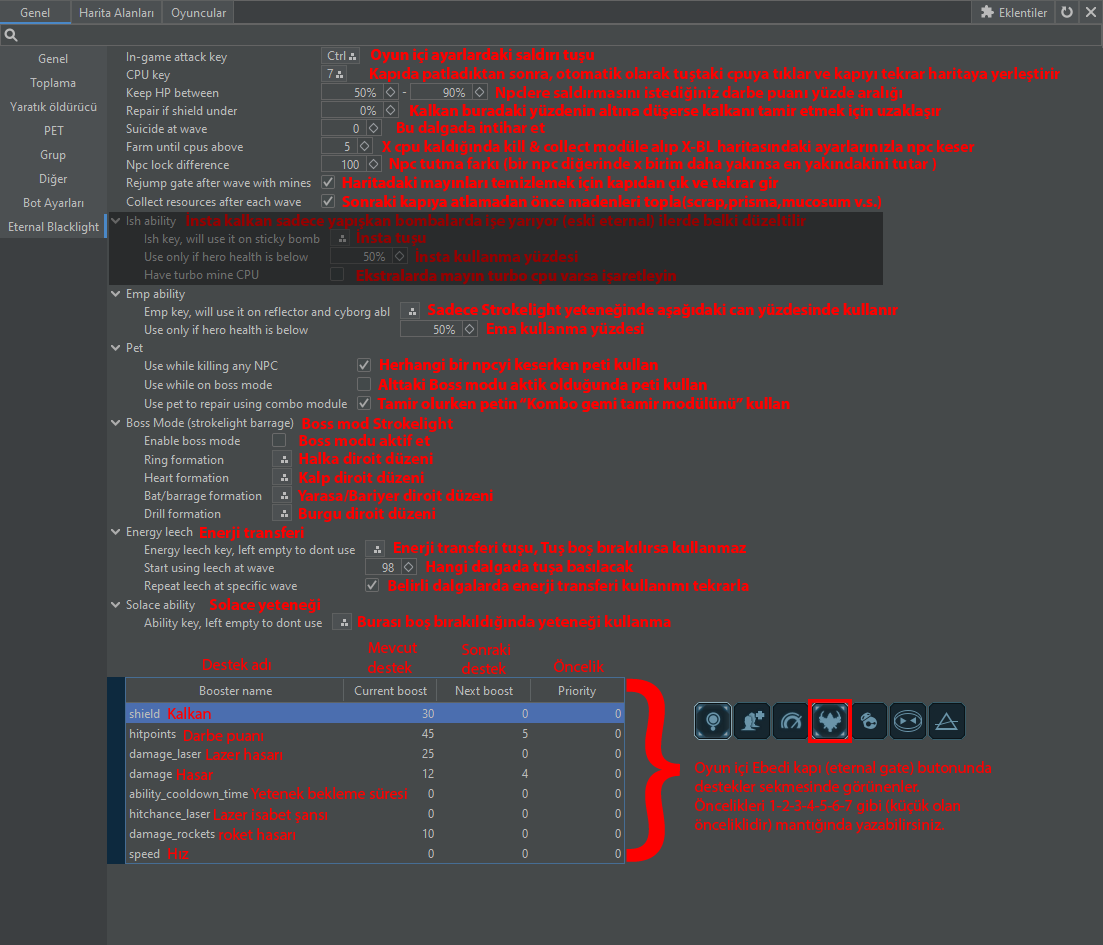 Genel Harita Alanları Oyuncular Eklentiler
Genel
Toplama
Yaratık öldürücü
PET
Grup
Diğer
Bot Ayarları
Eternal Blacklight
In-game attack key Ctrl Oyun içi ayarlardaki saldırı tuşu
CPU key 7 Kapıda patladıktan sonra, otomatik olarak tuştaki cpuya tıklar ve kapıyı tekrar haritaya yerleştirir
Keep HP between 50% - 90% Npclere saldırmasını istediğiniz darbe puanı yüzde aralığı
Repair if shield under 0% Kalkan buradaki yüzdenin altına düşerse kalkanı tamir etmek için uzaklaşır
Suicide at wave 0 Bu dalgada intihar et
Farm until cpus above 5 X cpu kaldığında kill & collect modüle alıp X-BL haritasındaki ayarlarınızla npc keser
Npc lock difference 100 Npc tutma farkı (bir npc diğerinde x birim daha yakınsa en yakındakini tutar )
Rejump gate after wave with mines Haritadaki mayınları temizlemek için kapıdan çık ve tekrar gir
Collect resources after each wave Sonraki kapıya atlamadan önce madenleri topla(scrap,prisma,mucosum v.s.)
Ish ability İnsta kalkan sadece yapışkan bombalarda işe yarıyor (eski eternal) ilerde belki düzeltilir
Ish key, will use it on sticky bomb İnsta tuşu
Use only if hero health is below 50% Insta kullanma yüzdesi
Have turbo mine CPU Ekstralarda mayın turbo cpu varsa işaretleyin
Emp ability
Emp key, will use it on reflector and cyborg abl Sadece Strokelight yeteneğinde aşağıdaki can yüzdesinde kullanır
Use only if hero health is below 50% Ema kullanma yüzdesi
Pet
Use while killing any NPC Herhangi bir npcyi keserken peti kullan
Use while on boss mode Alttaki Boss modu aktik olduğunda peti kullan
Use pet to repair using combo module Tamir olurken petin "Kombo gemi tamir modülünü" kullan
Boss Mode (strokelight barrage) Boss mod Strokelight
Enable boss mode Boss modu aktif et
Ring formation Halka diroit düzeni
Heart formation Kalp diroit düzeni
Bat/barrage formation Yarasa/Bariyer diroit düzeni
Drill formation Burgu diroit düzeni
Energy leech Enerji transferi
Energy leech key, left empty to dont use Enerji transferi tuşu, Tuş boş bırakılırsa kullanmaz
Start using leech at wave 98 Hangi dalgada tuşa basılacak
Repeat leech at specific wave Belirli dalgalarda enerji transferi kullanımı tekrarla
Solace ability Solace yeteneği
Ability key, left empty to dont use Burası boş bırakıldığında yeteneği kullanma
Destek adı Mevcut destek Sonraki destek Öncelik
Booster name Current boost Next boost Priority
shield Kalkan 30 0 0
hitpoints Darbe puanı 45 5 0
damage_laser Lazer hasarı 25 0 0
damage Hasar 12 4 0
ability_cooldown_time Yetenek bekleme süresi 0 0 0
hitchance_laser Lazer isabet şansı 0 0 0
damage_rockets roket hasarı 10 0 0
speed Hız 0 0 0
Oyun içi Ebedi kapı (eternal gate) butonunda
destekler sekmesinde görünenler.
Öncelikleri 1-2-3-4-5-6-7 gibi (küçük olan
önceliklidir) mantığında yazabilirsiniz.